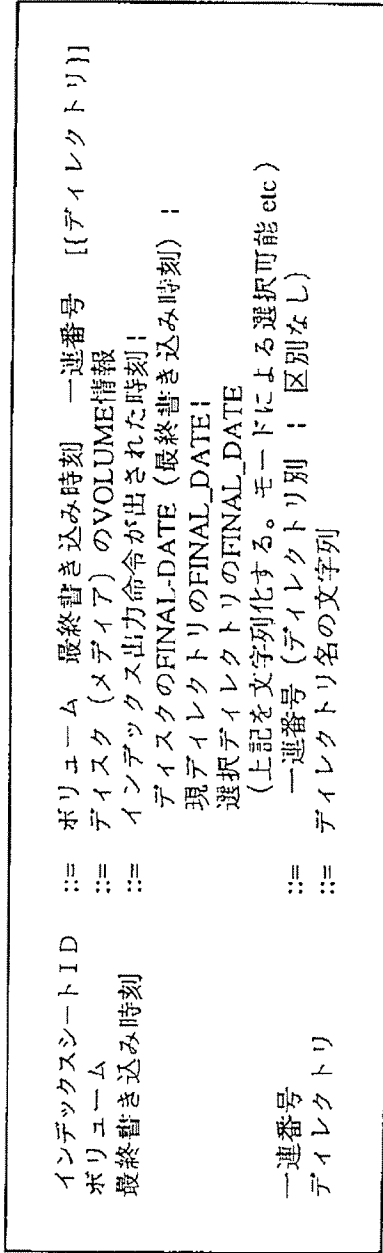 インデックスシートID ::= ボリューム 最終書き込み時刻 一連番号 [{ディレクトリ}]
ボリューム ::= ディスク（メディア）のVOLUME情報
最終書き込み時刻 ::= インデックス出力命令が出された時刻 |
ディスクのFINAL-DATE（最終書き込み時刻） |
現ディレクトリのFINAL_DATE |
選択ディレクトリのFINAL_DATE
(上記を文字列化する。モードによる選択可能 etc )
一連番号 ::= 一連番号（ディレクトリ別 | 区別なし）
ディレクトリ ::= ディレクトリ名の文字列